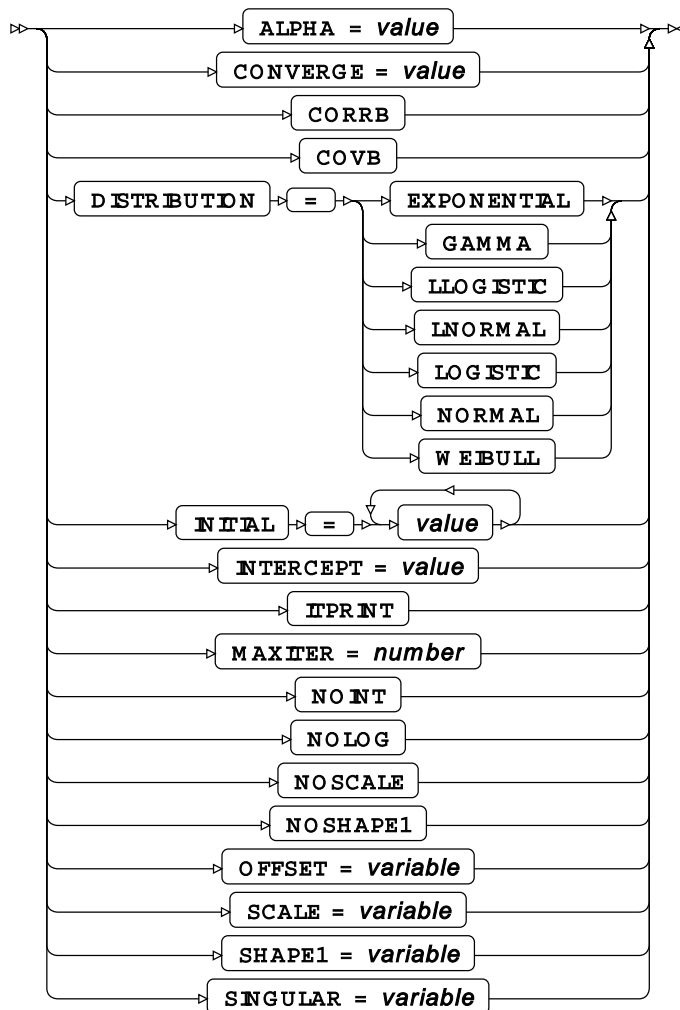 ALPHA = value
CONVERGE = value
CORRB
COVB
DISTRIBUTION = EXPONENTIAL
GAMMA
LLOGISTIC
LNORMAL
LOGISTIC
NORMAL
WEIBULL
INITIAL = value
INTERCEPT = value
ITPRINT
MAXITER = number
NOINT
NOLOG
NOSCALE
NOSHAPE1
OFFSET = variable
SCALE = variable
SHAPE1 = variable
SINGULAR = variable